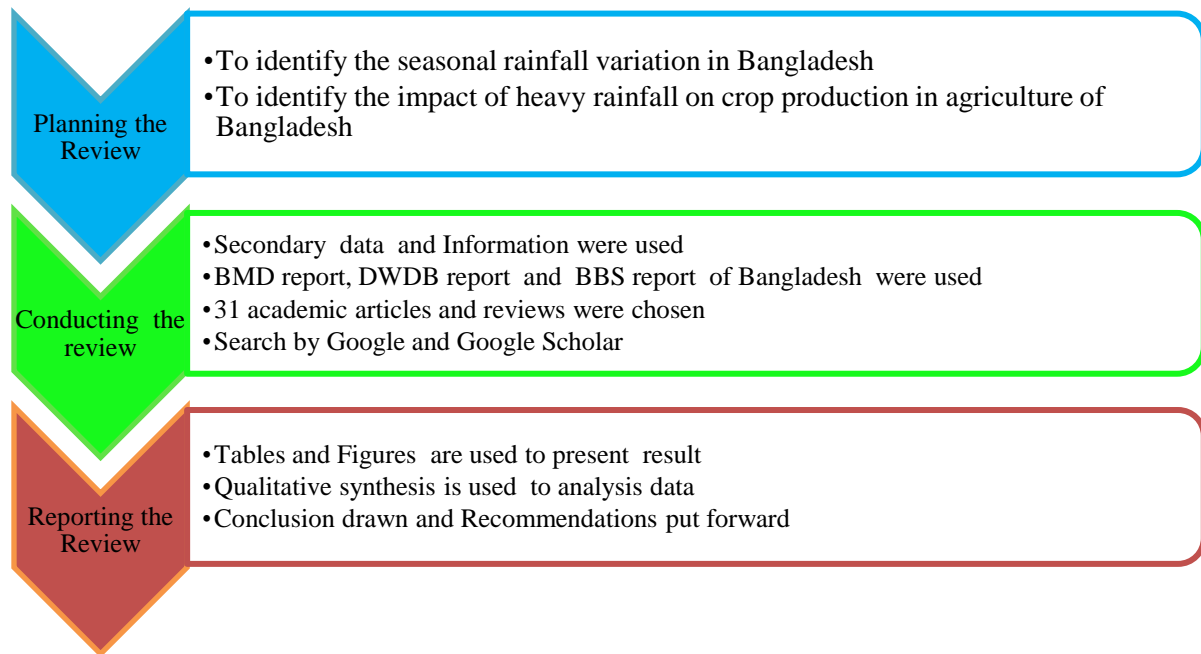 Planning the
Review
•To identify the seasonal rainfall variation in Bangladesh
•To identify the impact of heavy rainfall on crop production in agriculture of
Bangladesh
Conducting the
review
•Secondary data and Information were used
•BMD report, DWDB report and BBS report of Bangladesh were used
•31 academic articles and reviews were chosen
•Search by Google and Google Scholar
Reporting the
Review
•Tables and Figures are used to present result
•Qualitative synthesis is used to analysis data
•Conclusion drawn and Recommendations put forward